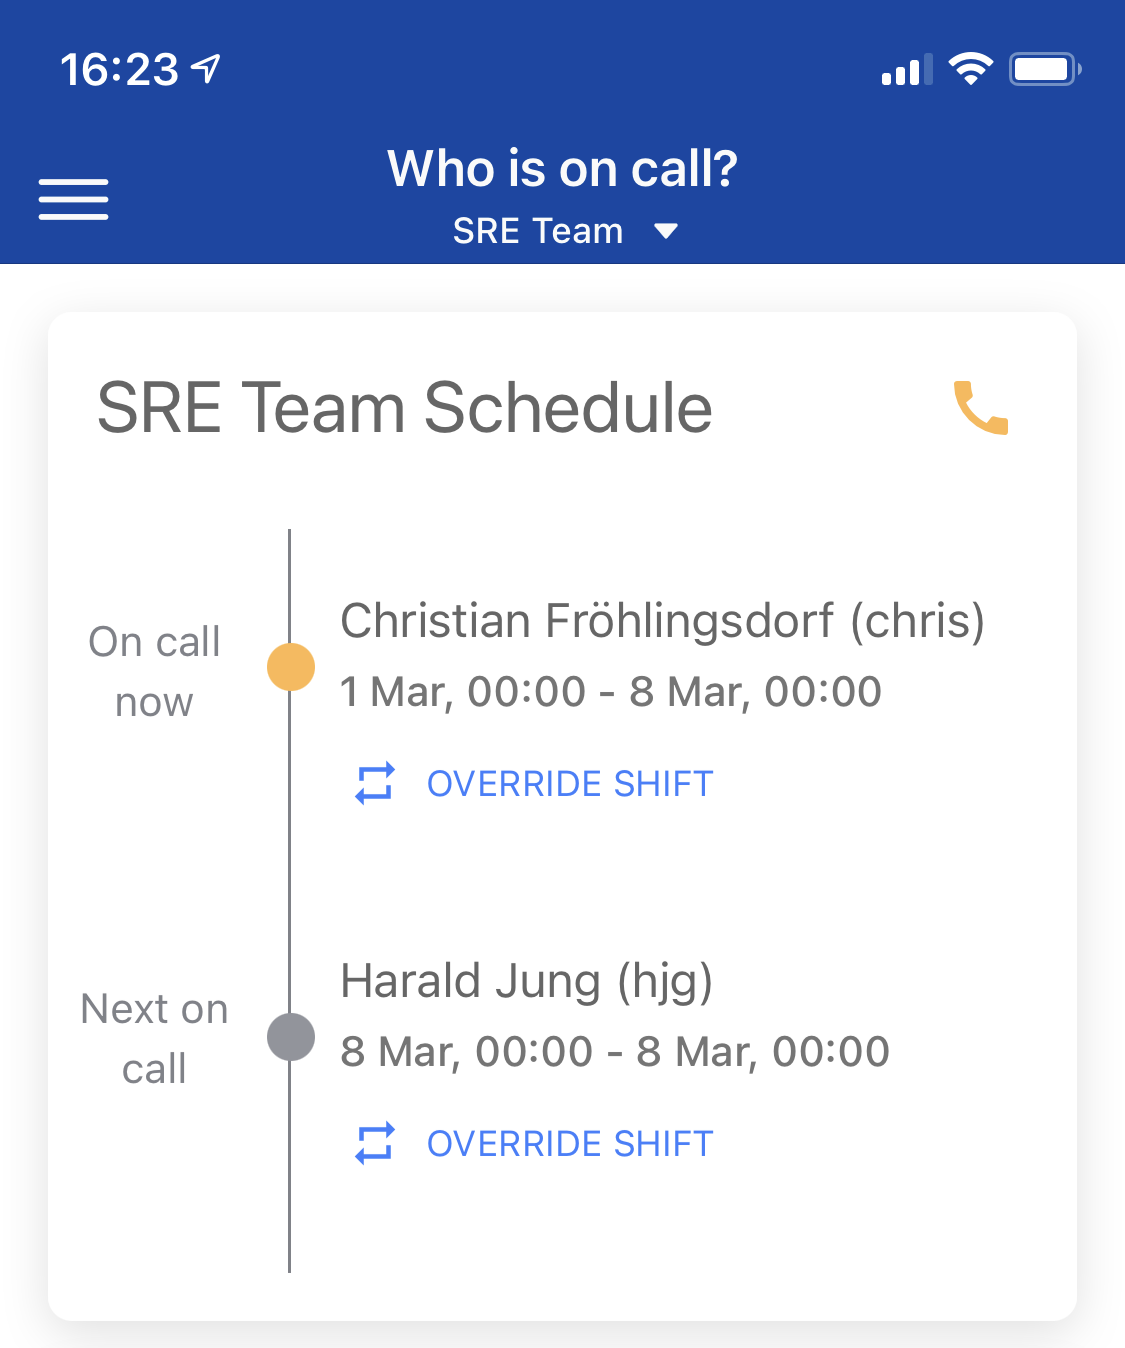 16:23
Who is on call?
SRE Team
SRE Team Schedule
On call
now
Christian Fröhlingsdorf (chris)
1 Mar, 00:00 - 8 Mar, 00:00
OVERRIDE SHIFT
Next on
call
Harald Jung (hjg)
8 Mar, 00:00 - 8 Mar, 00:00
OVERRIDE SHIFT